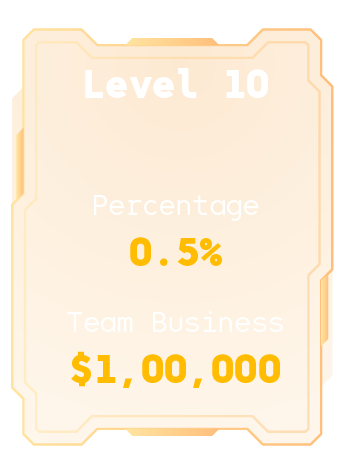 Level 10
Percentage
0.5%
Team Business
$1,00,000